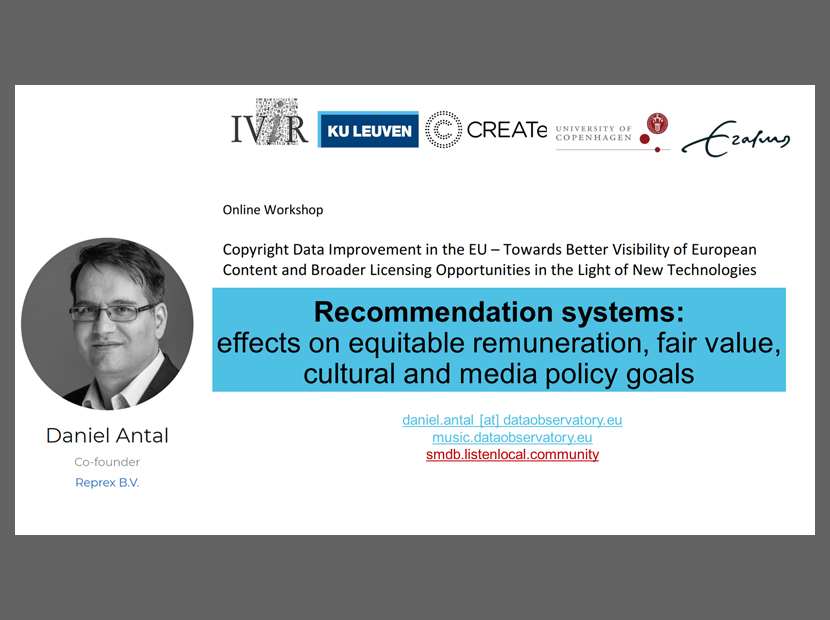 IViR
KU LEUVEN
CREATe
UNIVERSITY OF
COPENHAGEN
Erasmus
Online Workshop
Copyright Data Improvement in the EU – Towards Better Visibility of European
Content and Broader Licensing Opportunities in the Light of New Technologies
Recommendation systems:
effects on equitable remuneration, fair value,
cultural and media policy goals
daniel.antal [at] dataobservatory.eu
music.dataobservatory.eu
smdb.listenlocal.community
Daniel Antal
Co-founder
Reprex B.V.